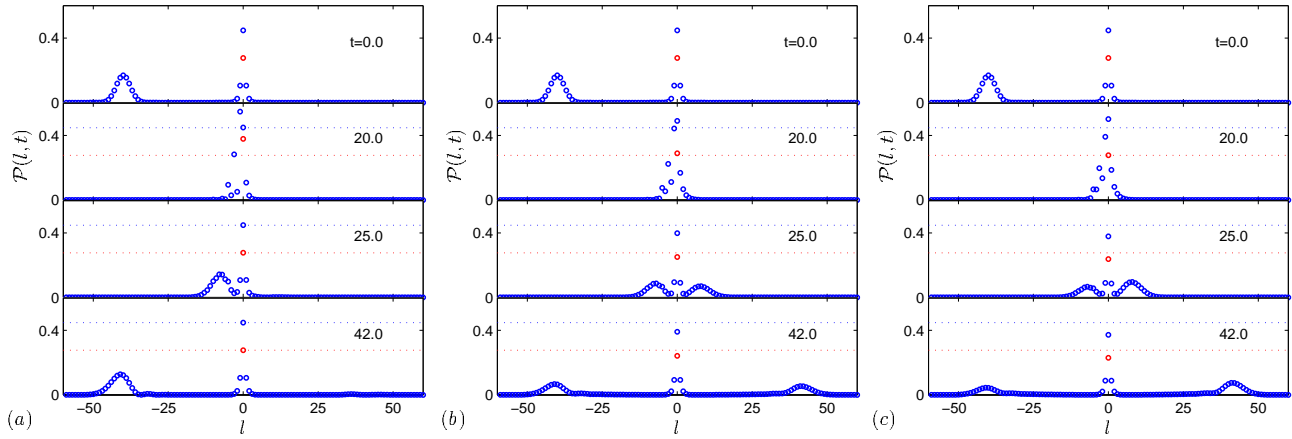 0.4 t=0.0 0.4 t=0.0 0.4 t=0.0
0 0 0
0.4 20.0 0.4 20.0 0.4 20.0
P(l, t) P(l, t) P(l, t)
0 0 0
0.4 25.0 0.4 25.0 0.4 25.0
0 0 0
0.4 42.0 0.4 42.0 0.4 42.0
0 0 0
−50 −25 0 25 50 −50 −25 0 25 50 −50 −25 0 25 50
(a) l (b) l (c) l